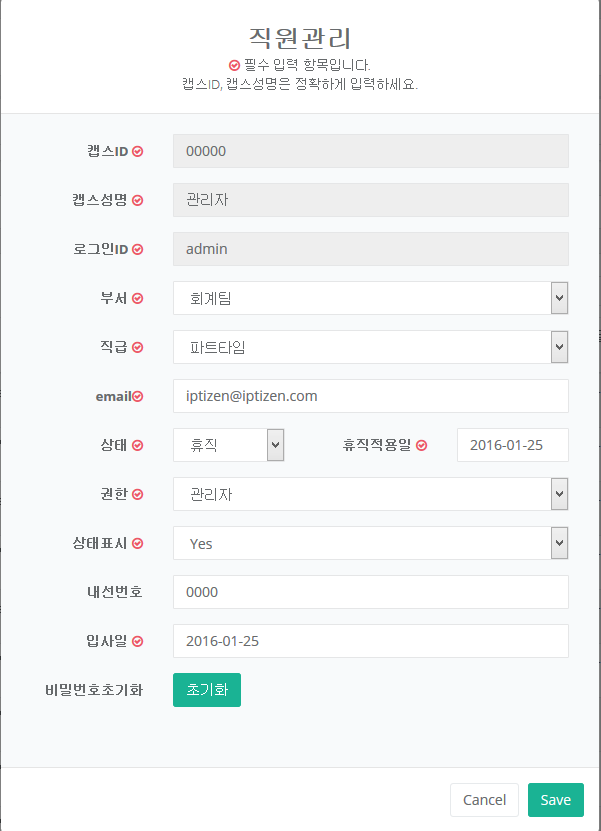 직원관리
필수 입력 항목입니다.
캡스ID, 캡스성명은 정확하게 입력하세요.
캡스ID 00000
캡스성명 관리자
로그인ID admin
부서 회계팀
직급 파트타임
email iptizen@iptizen.com
상태 휴직 휴직적용일 2016-01-25
권한 관리자
상태표시 Yes
내선번호 0000
입사일 2016-01-25
비밀번호초기화 초기화
Cancel Save